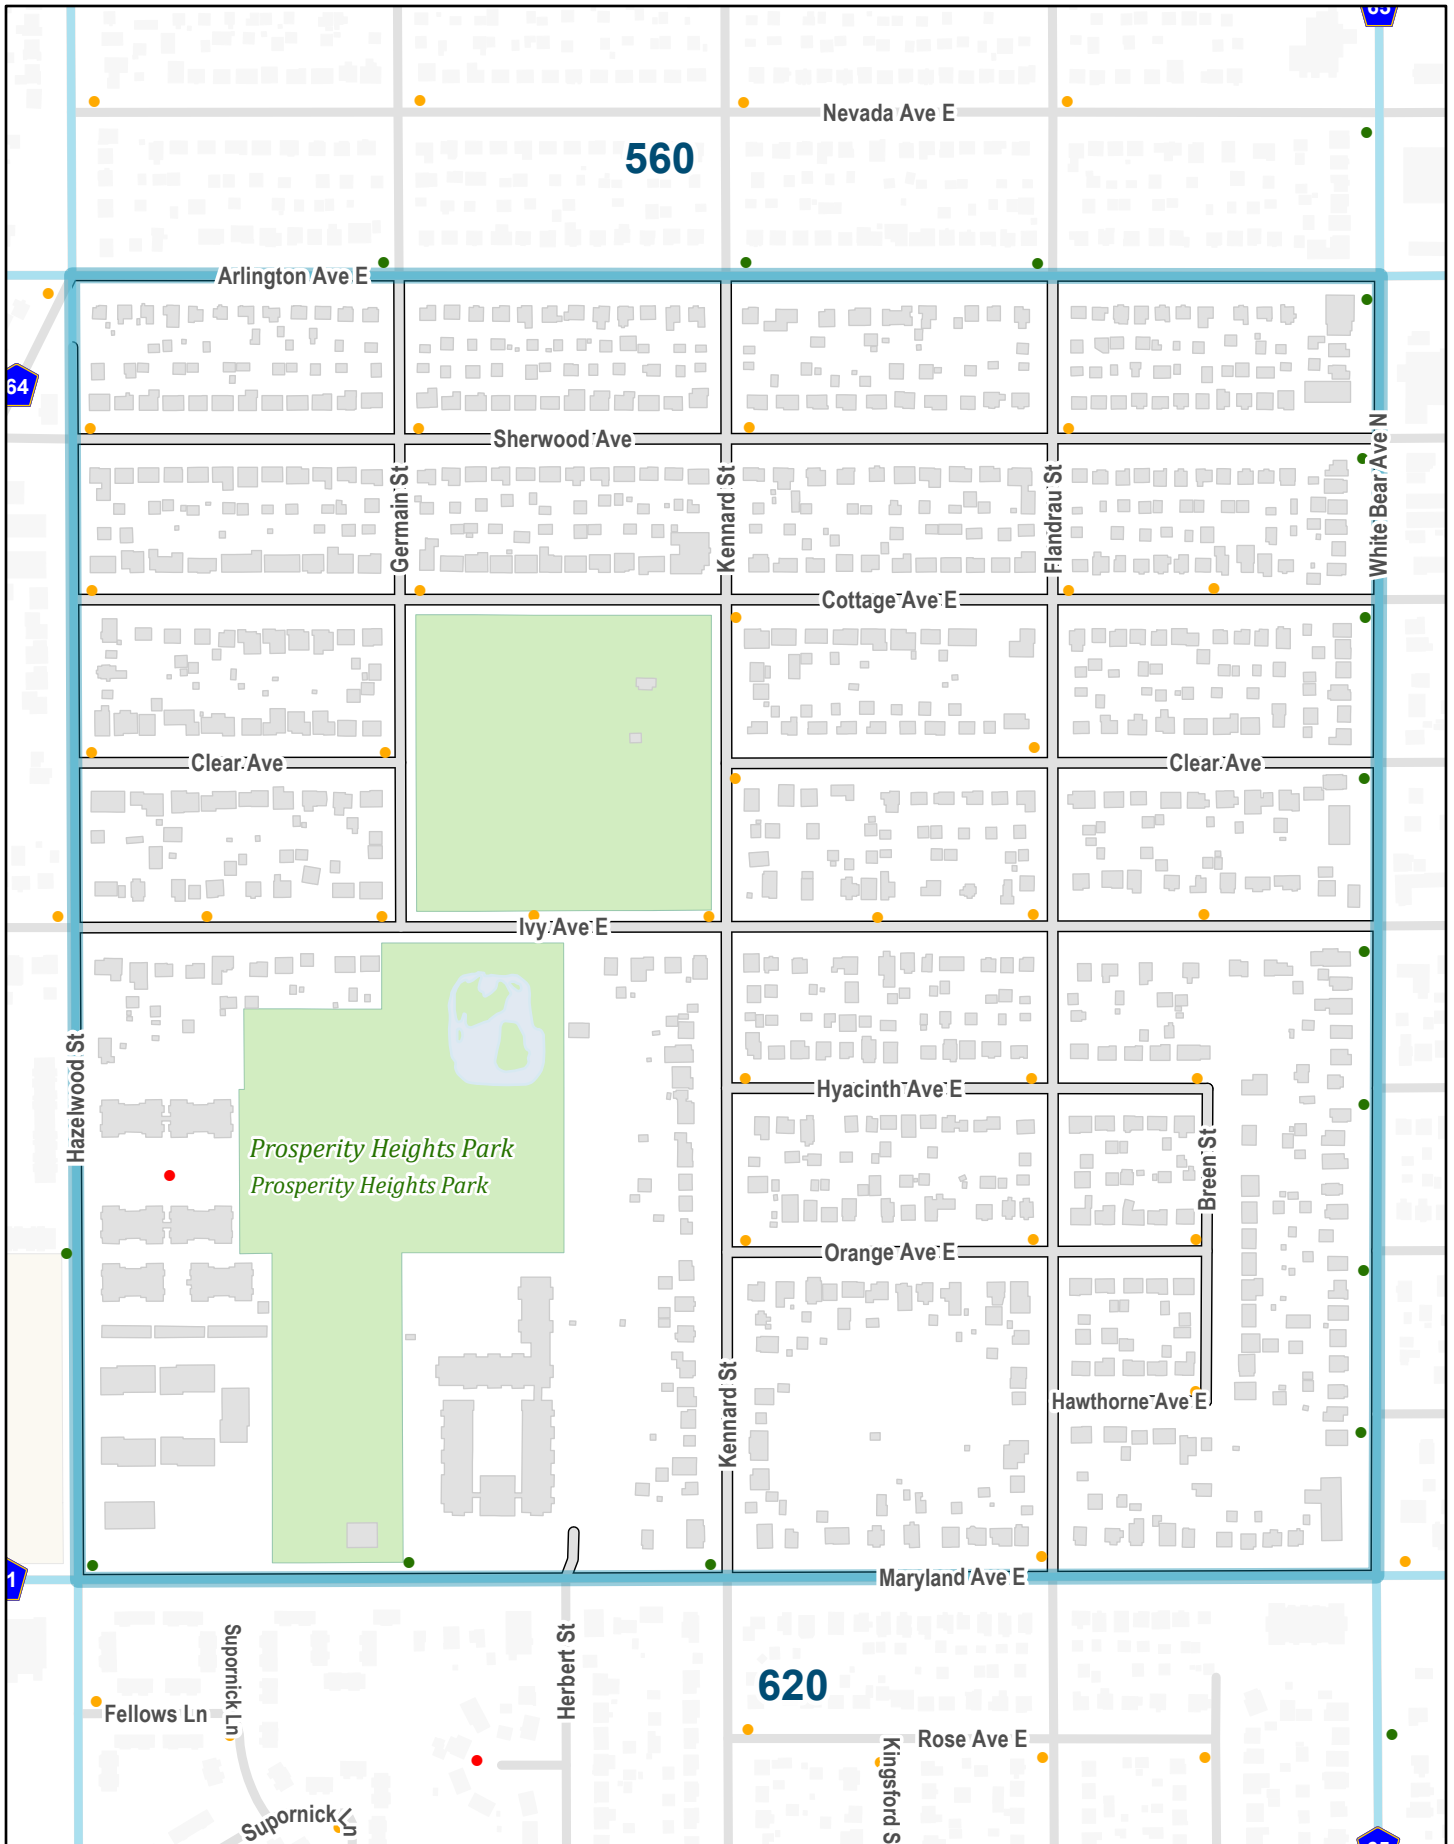 65
Nevada Ave E
560
Arlington Ave E
64
Sherwood Ave
White Bear Ave N
Germain St
Kennard St
Flandrau St
Cottage Ave E
Clear Ave
Clear Ave
Ivy Ave E
Hazelwood St
Hyacinth Ave E
Prosperity Heights Park
Prosperity Heights Park
Breen St
Orange Ave E
Kennard St
Hawthorne Ave E
1
Maryland Ave E
Supornick Ln
Herbert St
620
Fellows Ln
Rose Ave E
Kingsford S
Supornick Ln